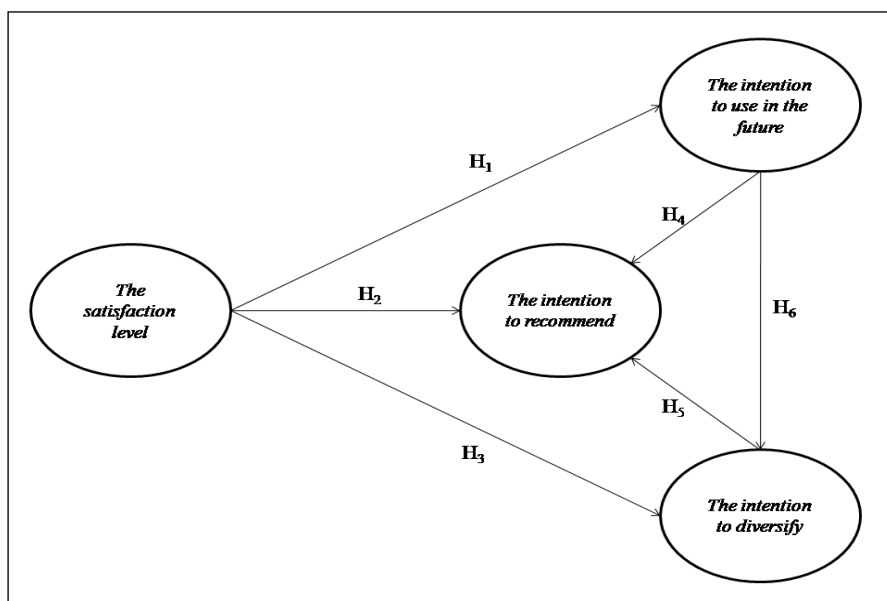 The intention
to use in the
future
H₁
H₄
The
satisfaction
level
H₂
The intention
to recommend
H₆
H₃
H₅
The intention
to diversify